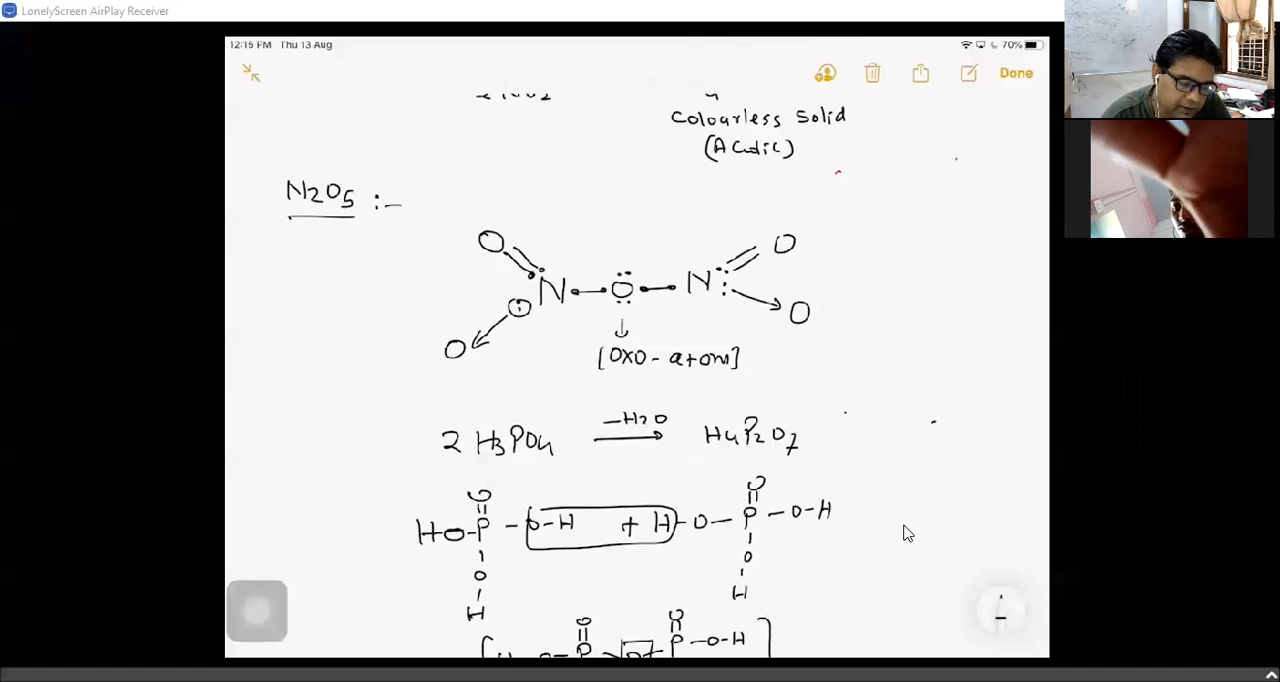 LonelyScreen AirPlay Receiver
12:15 PM Thu 13 Aug
70%
Done
Colourless Solid
(Acidic)
N2O5 :-
O O
N - O - N
O O
[OXO-atom]
2 H3PO4 -H2O → H4P2O7
O O
H-O-P-O-H + H-O-P-O-H
O O
H H
O O
P P-O-H